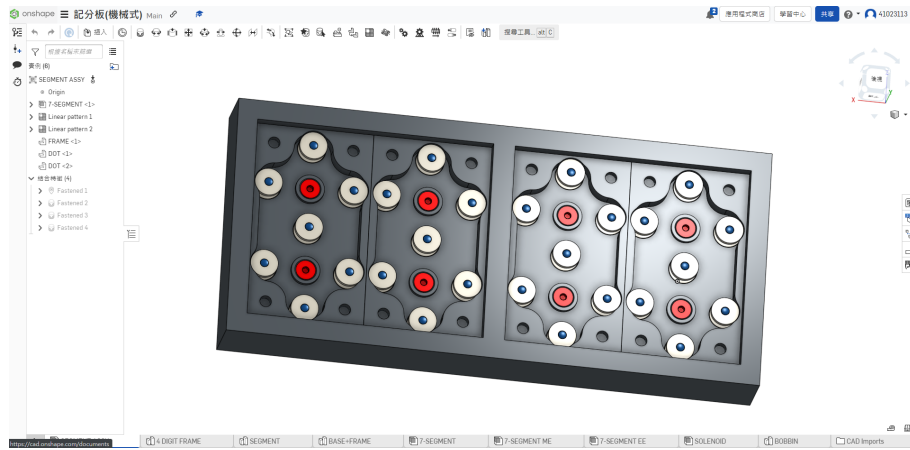 onshape 記分板(機械式) Main
2 應用程式商店 學習中心 共享 41023113
插入 搜尋工具... alt C
實例 (6)
SEGMENT ASSY
Origin
後視
7-SEGMENT <1>
Z
Linear pattern 1
Y
X
Linear pattern 2
FRAME <1>
DOT <1>
DOT <2>
結合特徵 (4)
Fastened 1
Fastened 2
Fastened 3
Fastened 4
https://cad.onshape.com/documents
4 DIGIT FRAME SEGMENT BASE+FRAME 7-SEGMENT 7-SEGMENT ME 7-SEGMENT EE SOLENOID BOBBIN CAD Imports